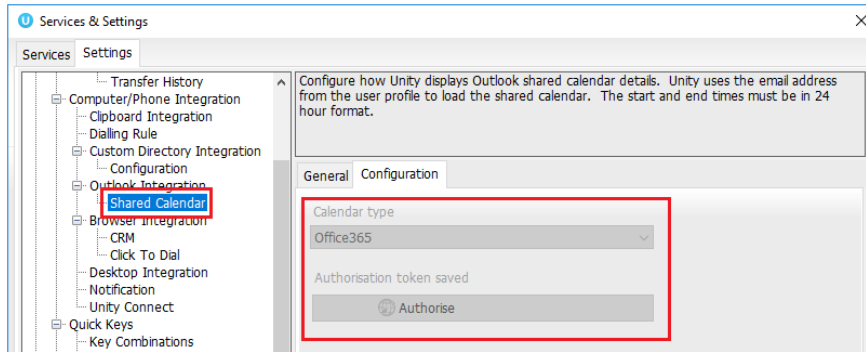 Services & Settings
Services Settings
Transfer History
Computer/Phone Integration
Clipboard Integration
Dialling Rule
Custom Directory Integration
Configuration
Outlook Integration
Shared Calendar
Browser Integration
CRM
Click To Dial
Desktop Integration
Notification
Unity Connect
Quick Keys
Key Combinations
Configure how Unity displays Outlook shared calendar details.  Unity uses the email address
from the user profile to load the shared calendar.  The start and end times must be in 24
hour format.
General Configuration
Calendar type
Office365
Authorisation token saved
Authorise